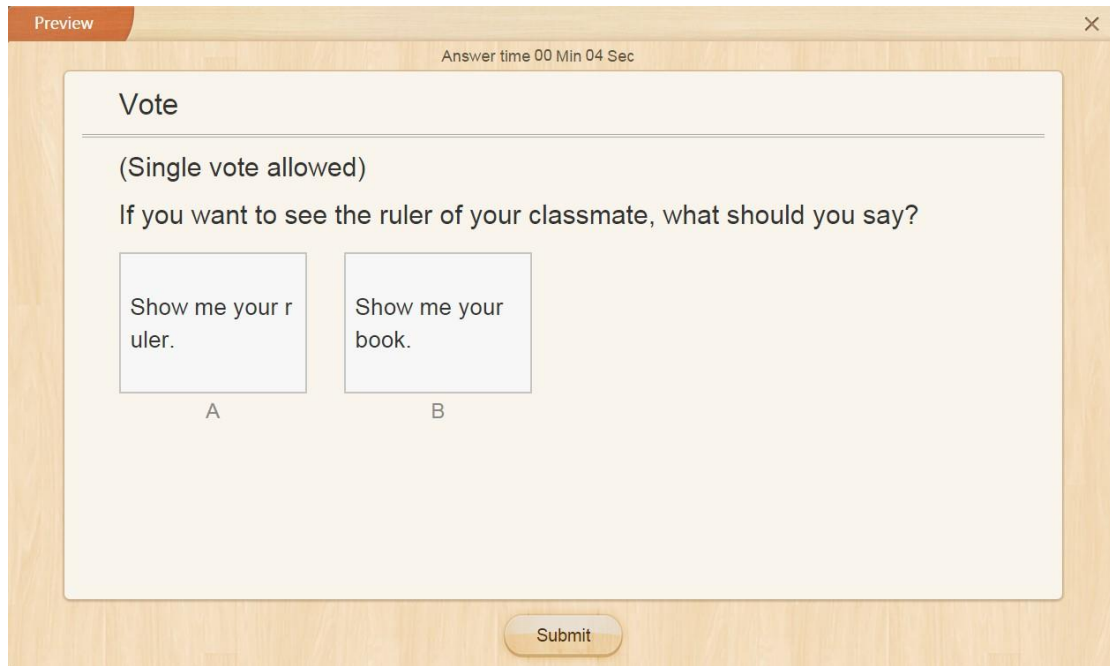 Preview
Answer time 00 Min 04 Sec
Vote
(Single vote allowed)
If you want to see the ruler of your classmate, what should you say?
Show me your r
uler.
Show me your
book.
A
B
Submit